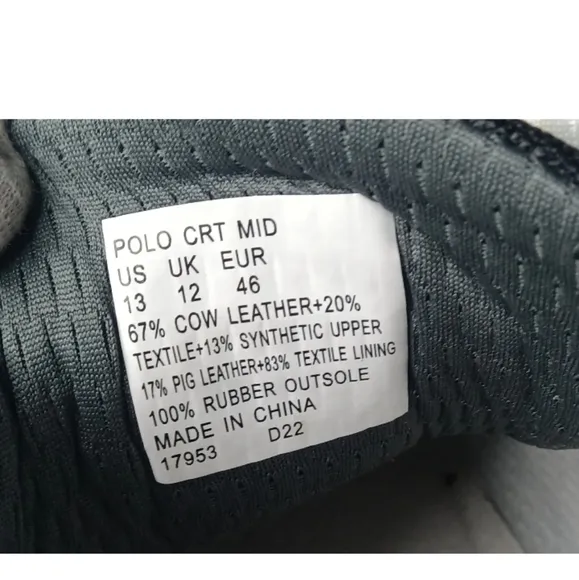 POLO CRT MID
US UK EUR
13 12 46
67% COW LEATHER+20%
TEXTILE+13% SYNTHETIC UPPER
17% PIG LEATHER+83% TEXTILE LINING
100% RUBBER OUTSOLE
MADE IN CHINA
17953 D22